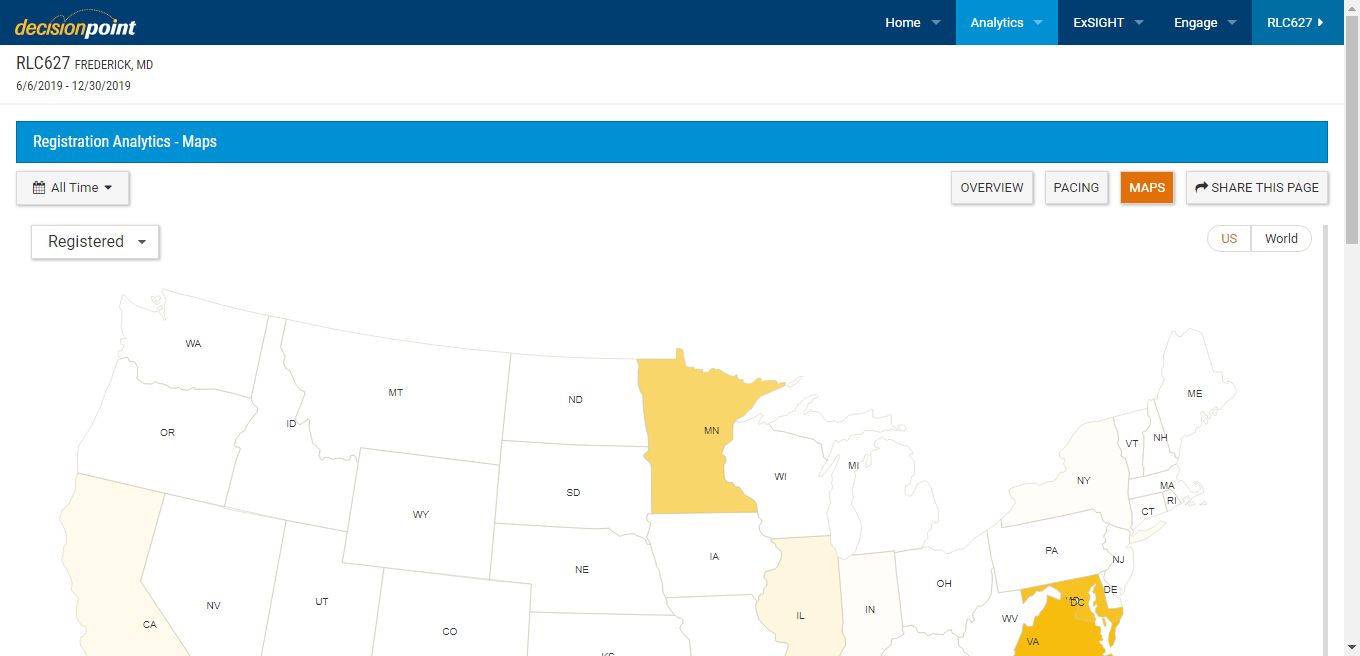 decisionpoint
Home Analytics ExSIGHT Engage RLC627
RLC627 FREDERICK, MD
6/6/2019 - 12/30/2019
Registration Analytics - Maps
All Time OVERVIEW PACING MAPS SHARE THIS PAGE
Registered US World
WA
MT
ND
ME
OR
ID
MN
VT NH
MI
WI
NY
SD
MA
RI
WY
CT
IA
PA
NJ
NE
OH
DE
UT
NV
DC
IL
IN
WV
CA
CO
VA
KS